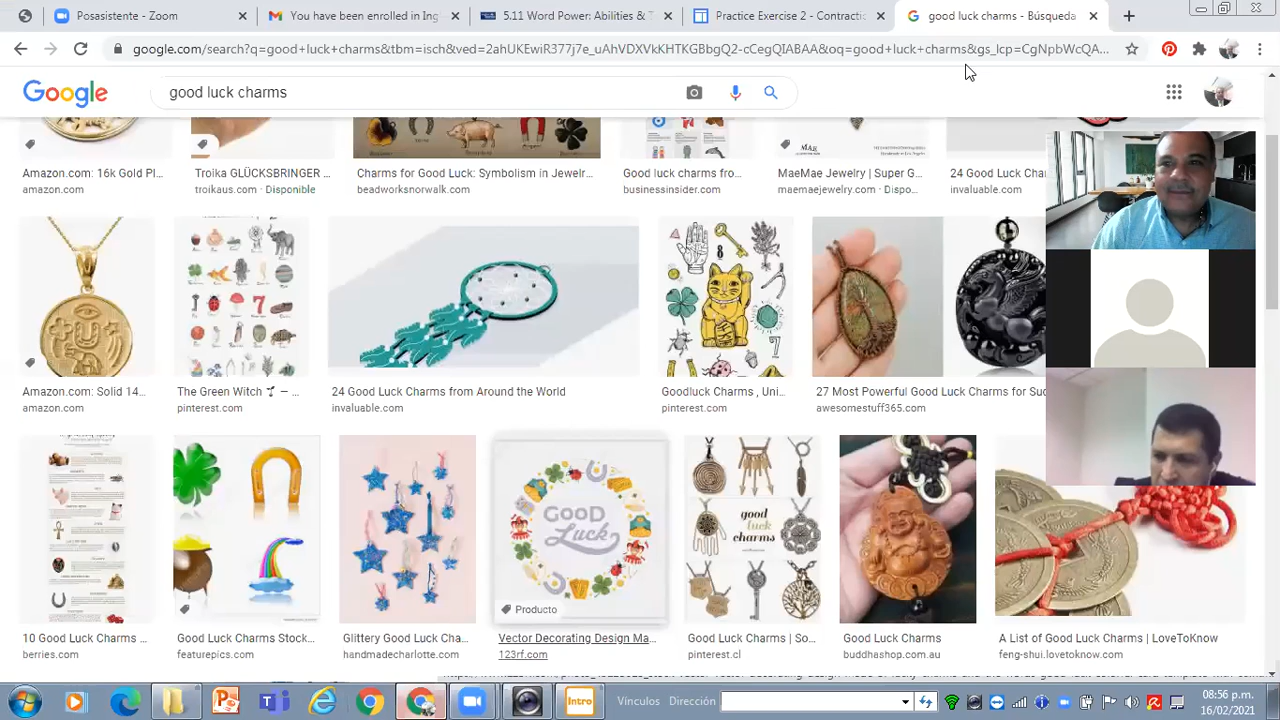 Posasistente - Zoom
You have been enrolled in Ing
5.11 Word Power: Abilities & T
Practice Exercise 2 - Contractic
good luck charms - Búsqueda
google.com/search?q=good+luck+charms&tbm=isch&ved=2ahUKEwiR377j7e_uAhVDXVkKHTKGBbgQ2-cCegQIABAA&oq=good+luck+charms&gs_lcp=CgNpbWcQA...
Google
good luck charms
Amazon.com: 16k Gold Pl...
Troika GLÜCKSBRINGER ...
Charms for Good Luck: Symbolism in Jewelr...
Good luck charms fro...
MaeMae Jewelry | Super G...
24 Good Luck Cha
amazon.com
troikaus.com · Disponible
beadworksnorwalk.com
businessinsider.com
maemaejewelry.com · Dispo...
invaluable.com
Amazon.com: Solid 14...
The Green Witch 🌱 — ...
24 Good Luck Charms from Around the World
Goodluck Charms , Uni...
27 Most Powerful Good Luck Charms for Suc
amazon.com
pinterest.com
invaluable.com
pinterest.com
awesomestuff365.com
GOOD
Luck
good
luck
charms
Producto
10 Good Luck Charms ...
Good Luck Charms Stock...
Glittery Good Luck Cha...
Vector Decorating Design Ma...
Good Luck Charms | So...
Good Luck Charms
A List of Good Luck Charms | LoveToKnow
berries.com
featurepics.com
handmadecharlotte.com
123rf.com
pinterest.cl
buddhashop.com.au
feng-shui.lovetoknow.com
Intro
Vínculos
Dirección
08:56 p.m.
16/02/2021